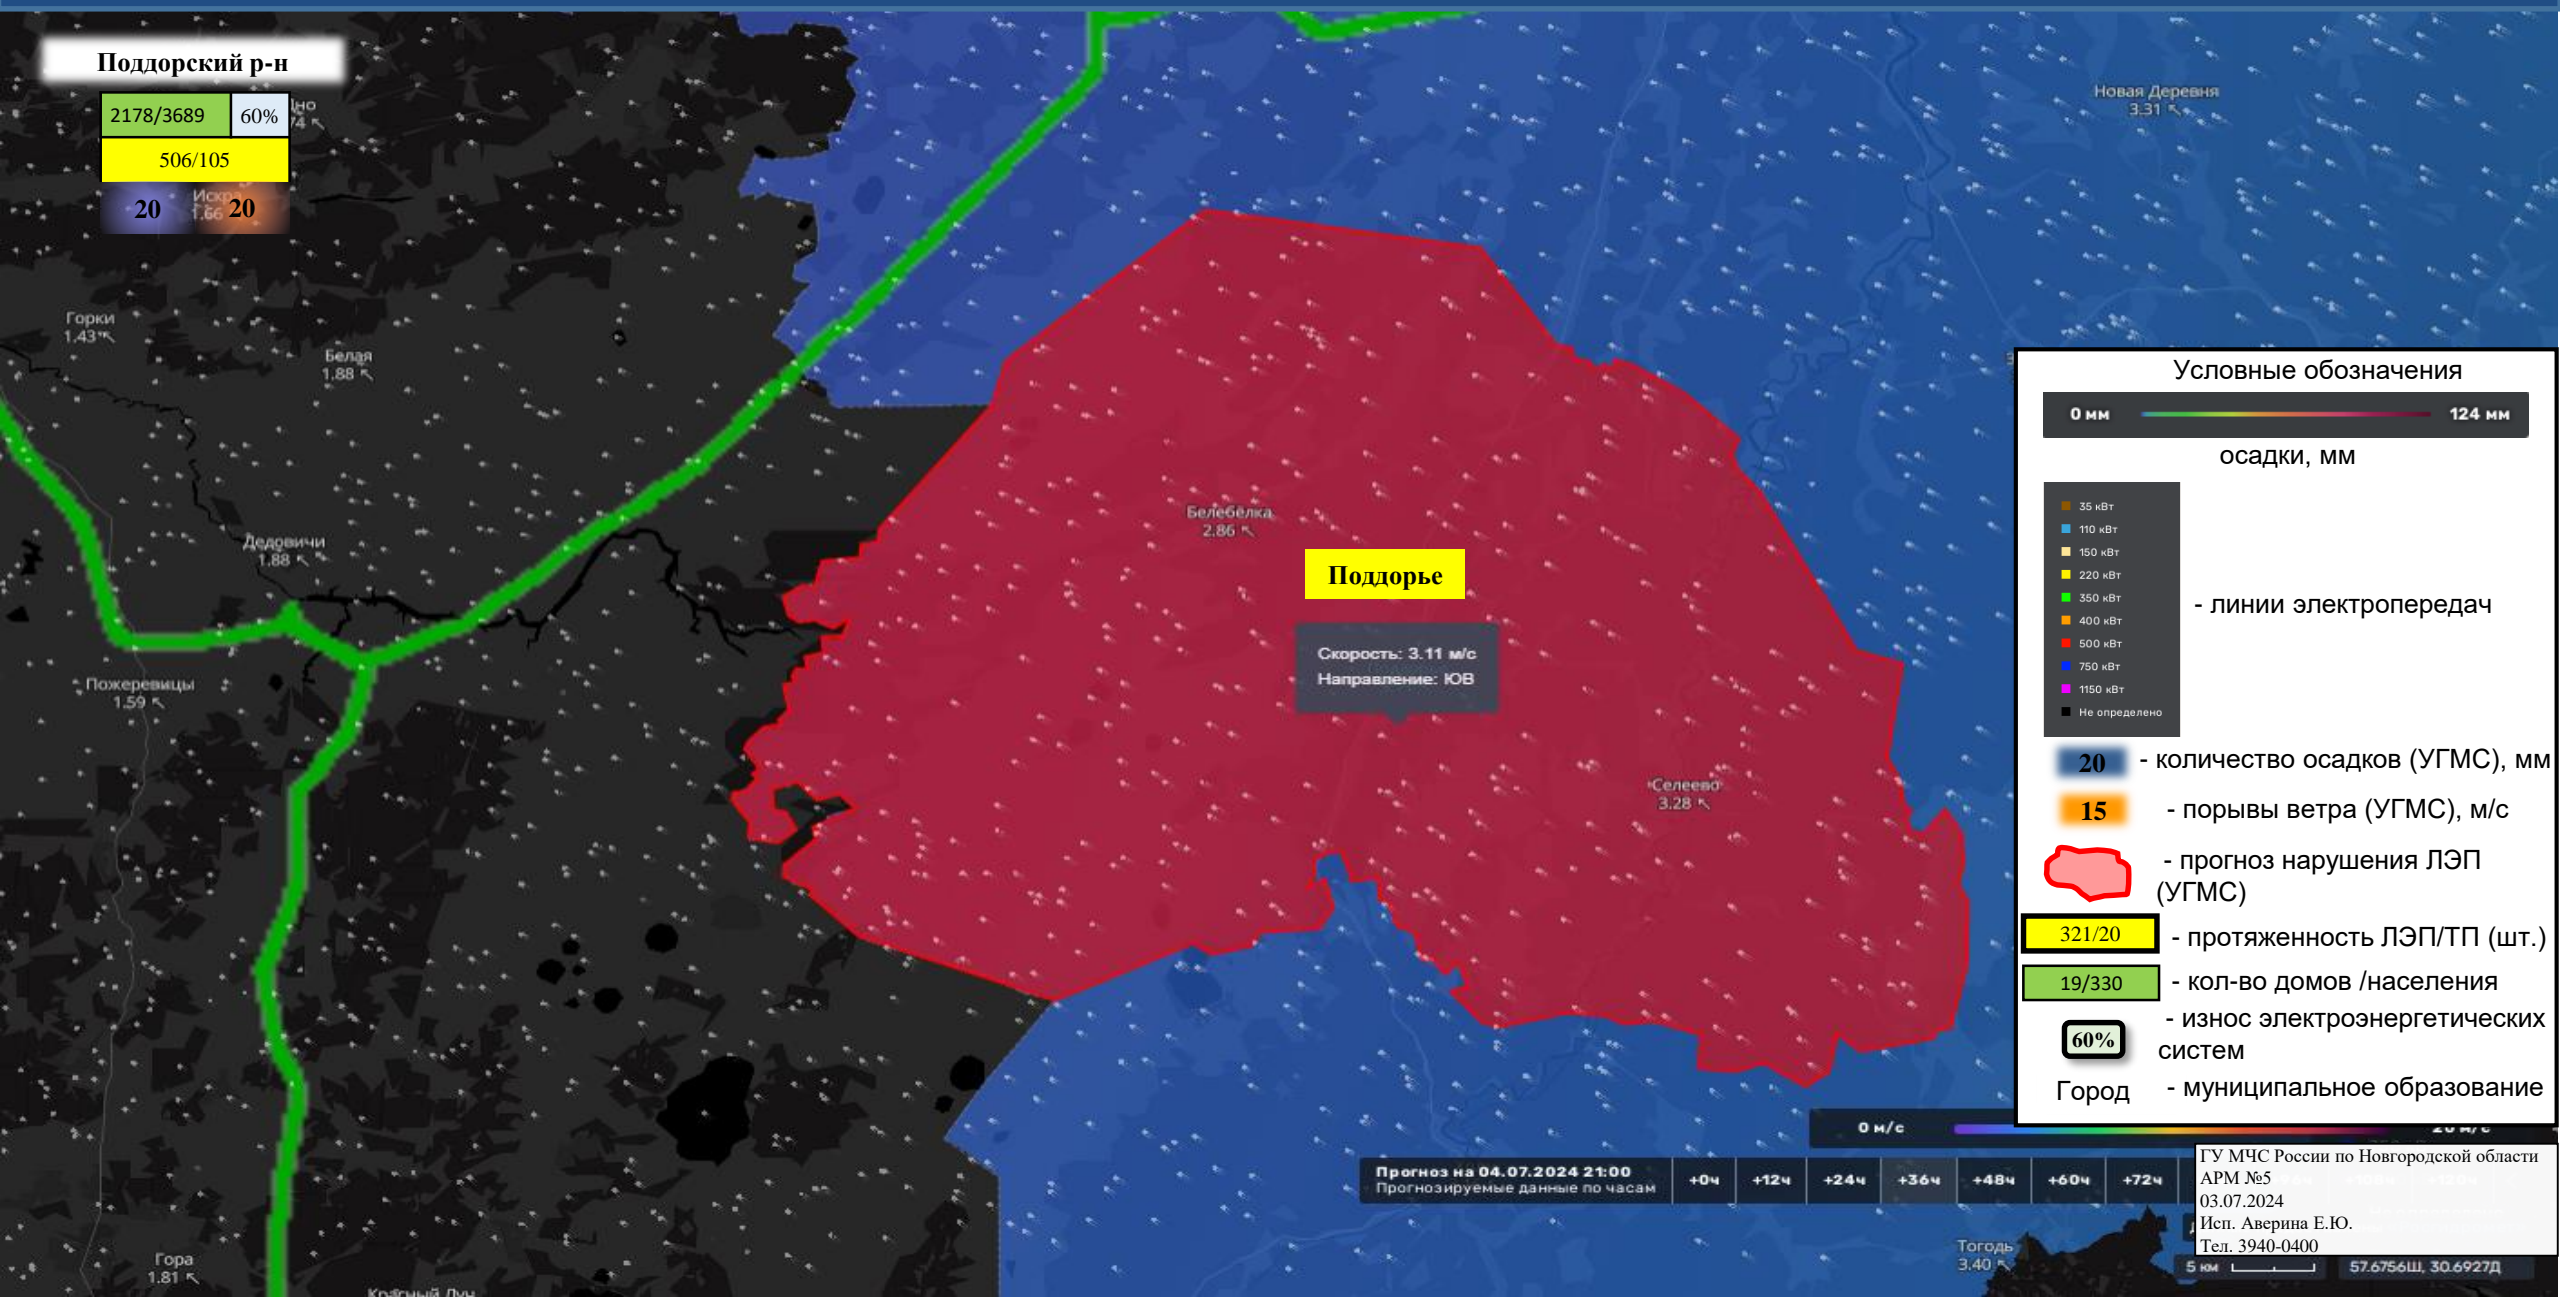 Поддорский р-н
2178/3689 60%
506/105
20 20
Искра
1.66
Новая Деревня
3.31
Горки
1.43
Белая
1.88
Дедовичи
1.88
Пожеревицы
1.59
Белебёлка
2.86
Поддорье
Скорость: 3.11 м/с
Направление: ЮВ
Селеево
3.28
Гора
1.81
Красный Луч
Тогодь
3.40
Условные обозначения
0 мм 124 мм
осадки, мм
35 кВт
110 кВт
150 кВт
220 кВт
350 кВт
400 кВт
500 кВт
750 кВт
1150 кВт
Не определено
- линии электропередач
20 - количество осадков (УГМС), мм
15 - порывы ветра (УГМС), м/с
- прогноз нарушения ЛЭП
(УГМС)
321/20 - протяженность ЛЭП/ТП (шт.)
19/330 - кол-во домов /населения
60% - износ электроэнергетических
систем
Город - муниципальное образование
0 м/с 20 м/с
Прогноз на 04.07.2024 21:00
Прогнозируемые данные по часам
+0ч +12ч +24ч +36ч +48ч +60ч +72ч
ГУ МЧС России по Новгородской области
АРМ №5
03.07.2024
Исп. Аверина Е.Ю.
Тел. 3940-0400
5 км 57.6756Ш, 30.6927Д